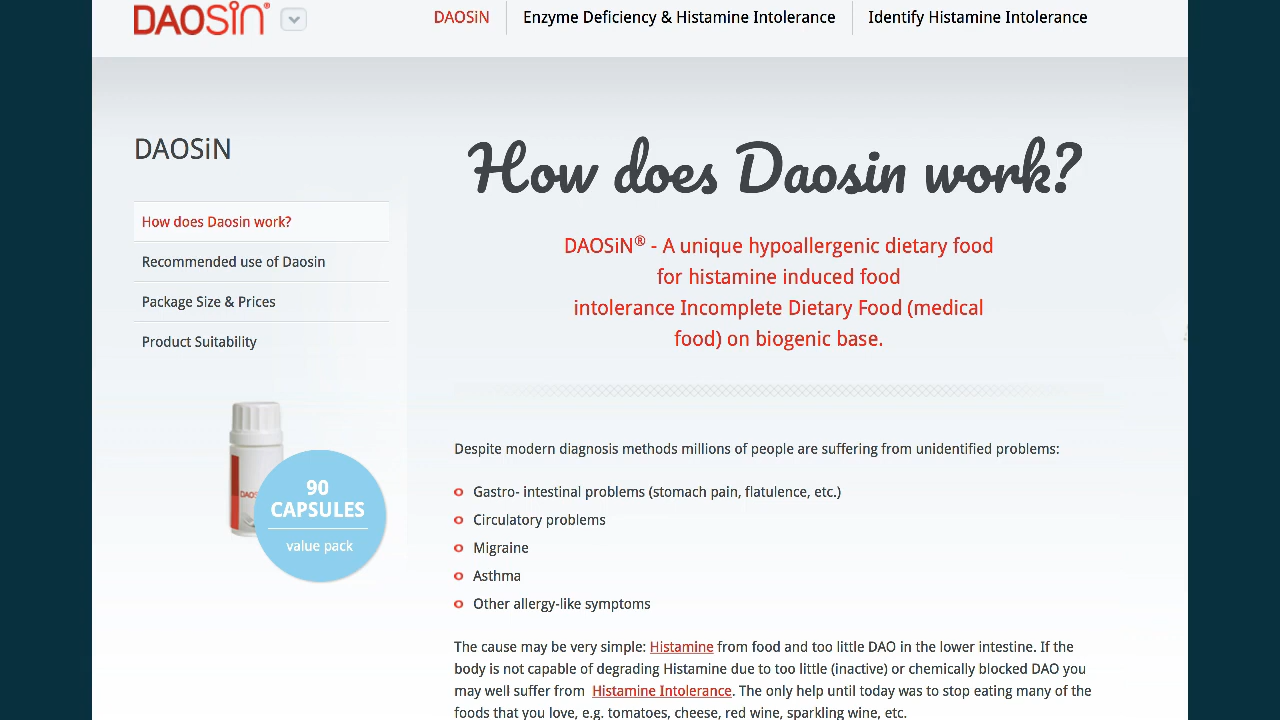 DAOSiN®
DAOSiN
Enzyme Deficiency & Histamine Intolerance
Identify Histamine Intolerance
DAOSiN
How does Daosin work?
Recommended use of Daosin
Package Size & Prices
Product Suitability
DAOS
90
CAPSULES
value pack
How does Daosin work?
DAOSiN® - A unique hypoallergenic dietary food
for histamine induced food
intolerance Incomplete Dietary Food (medical
food) on biogenic base.
Despite modern diagnosis methods millions of people are suffering from unidentified problems:
Gastro- intestinal problems (stomach pain, flatulence, etc.)
Circulatory problems
Migraine
Asthma
Other allergy-like symptoms
The cause may be very simple: Histamine from food and too little DAO in the lower intestine. If the
body is not capable of degrading Histamine due to too little (inactive) or chemically blocked DAO you
may well suffer from Histamine Intolerance. The only help until today was to stop eating many of the
foods that you love, e.g. tomatoes, cheese, red wine, sparkling wine, etc.